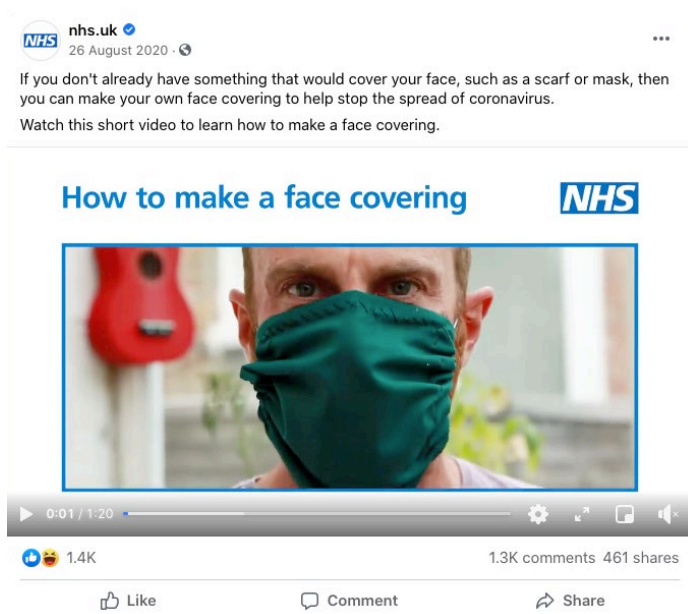 NHS
nhs.uk
26 August 2020 ·
If you don't already have something that would cover your face, such as a scarf or mask, then
you can make your own face covering to help stop the spread of coronavirus.
Watch this short video to learn how to make a face covering.
How to make a face covering
NHS
0:01 / 1:20
1.4K
1.3K comments 461 shares
Like
Comment
Share